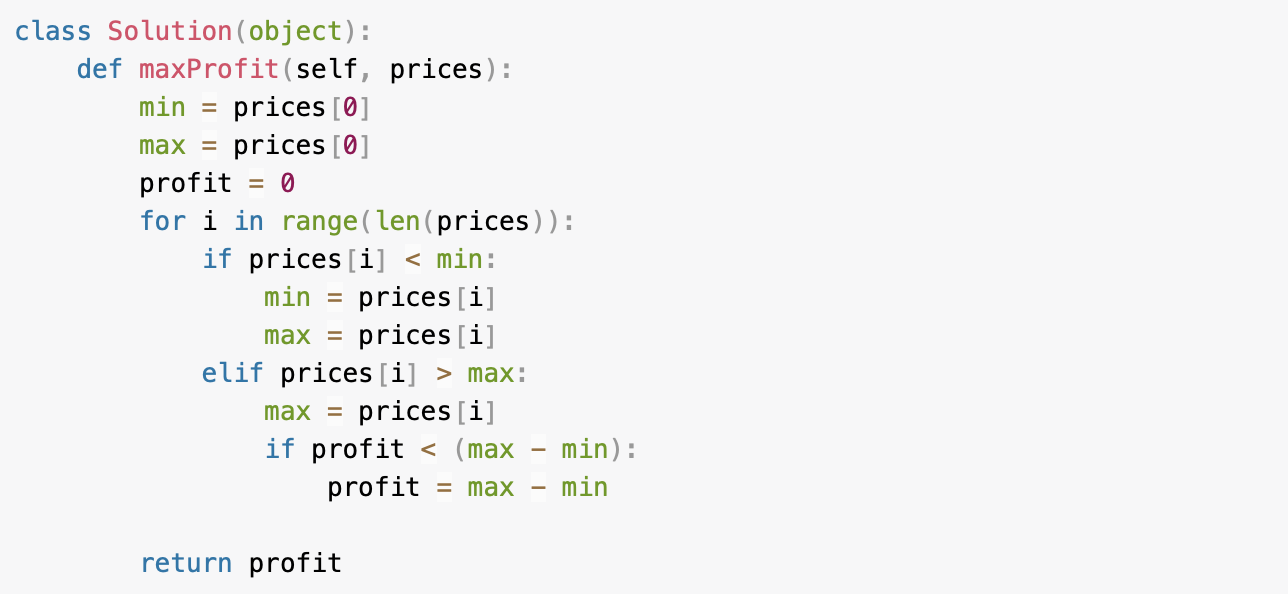 class Solution(object):
    def maxProfit(self, prices):
        min = prices[0]
        max = prices[0]
        profit = 0
        for i in range(len(prices)):
            if prices[i] < min:
                min = prices[i]
                max = prices[i]
            elif prices[i] > max:
                max = prices[i]
                if profit < (max - min):
                    profit = max - min

        return profit